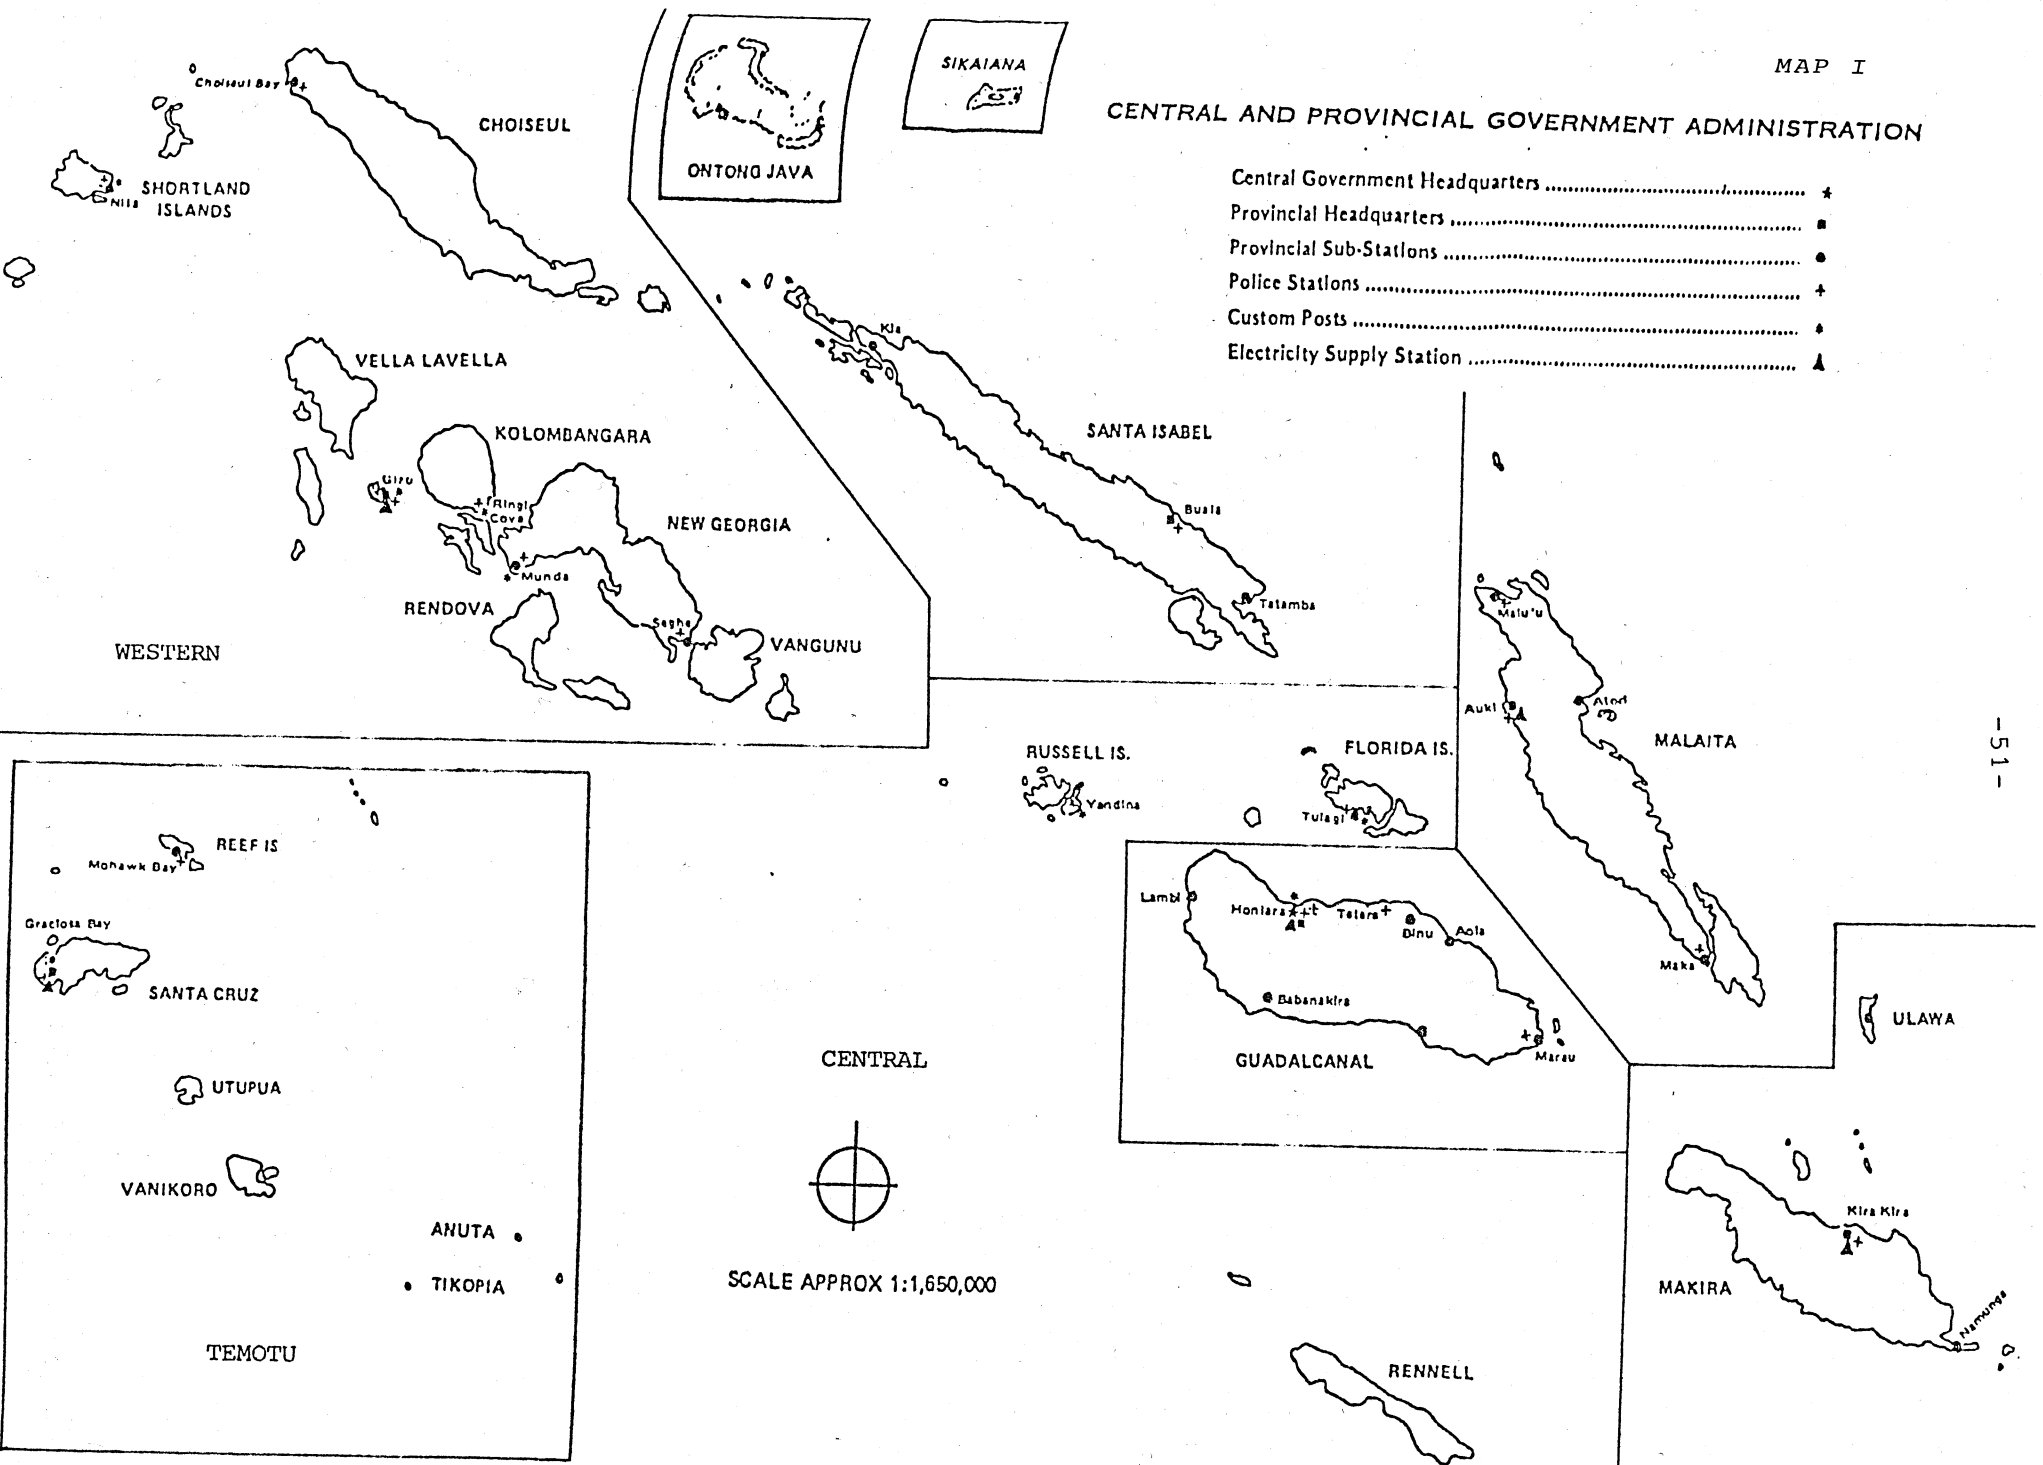 MAP I
CENTRAL AND PROVINCIAL GOVERNMENT ADMINISTRATION
Central Government Headquarters
Provincial Headquarters
Provincial Sub-Stations
Police Stations
Custom Posts
Electricity Supply Station
SIKAIANA
ONTONG JAVA
Choiseul Bay
CHOISEUL
SHORTLAND
ISLANDS
Nila
VELLA LAVELLA
KOLOMBANGARA
Gizo
Ringi
Cove
NEW GEORGIA
Munda
RENDOVA
Seghe
VANGUNU
WESTERN
Kia
SANTA ISABEL
Buala
Tatamba
Malu'u
Auki
Atori
MALAITA
Maka
-51-
RUSSELL IS.
Yandina
FLORIDA IS.
Tulagi
Lambi
Honiara
Tetere
Binu
Aola
Babanakira
Marau
GUADALCANAL
CENTRAL
SCALE APPROX 1:1,650,000
RENNELL
ULAWA
Kira Kira
MAKIRA
Namunga
REEF IS
Mohawk Bay
Graciosa Bay
SANTA CRUZ
UTUPUA
VANIKORO
ANUTA
TIKOPIA
TEMOTU